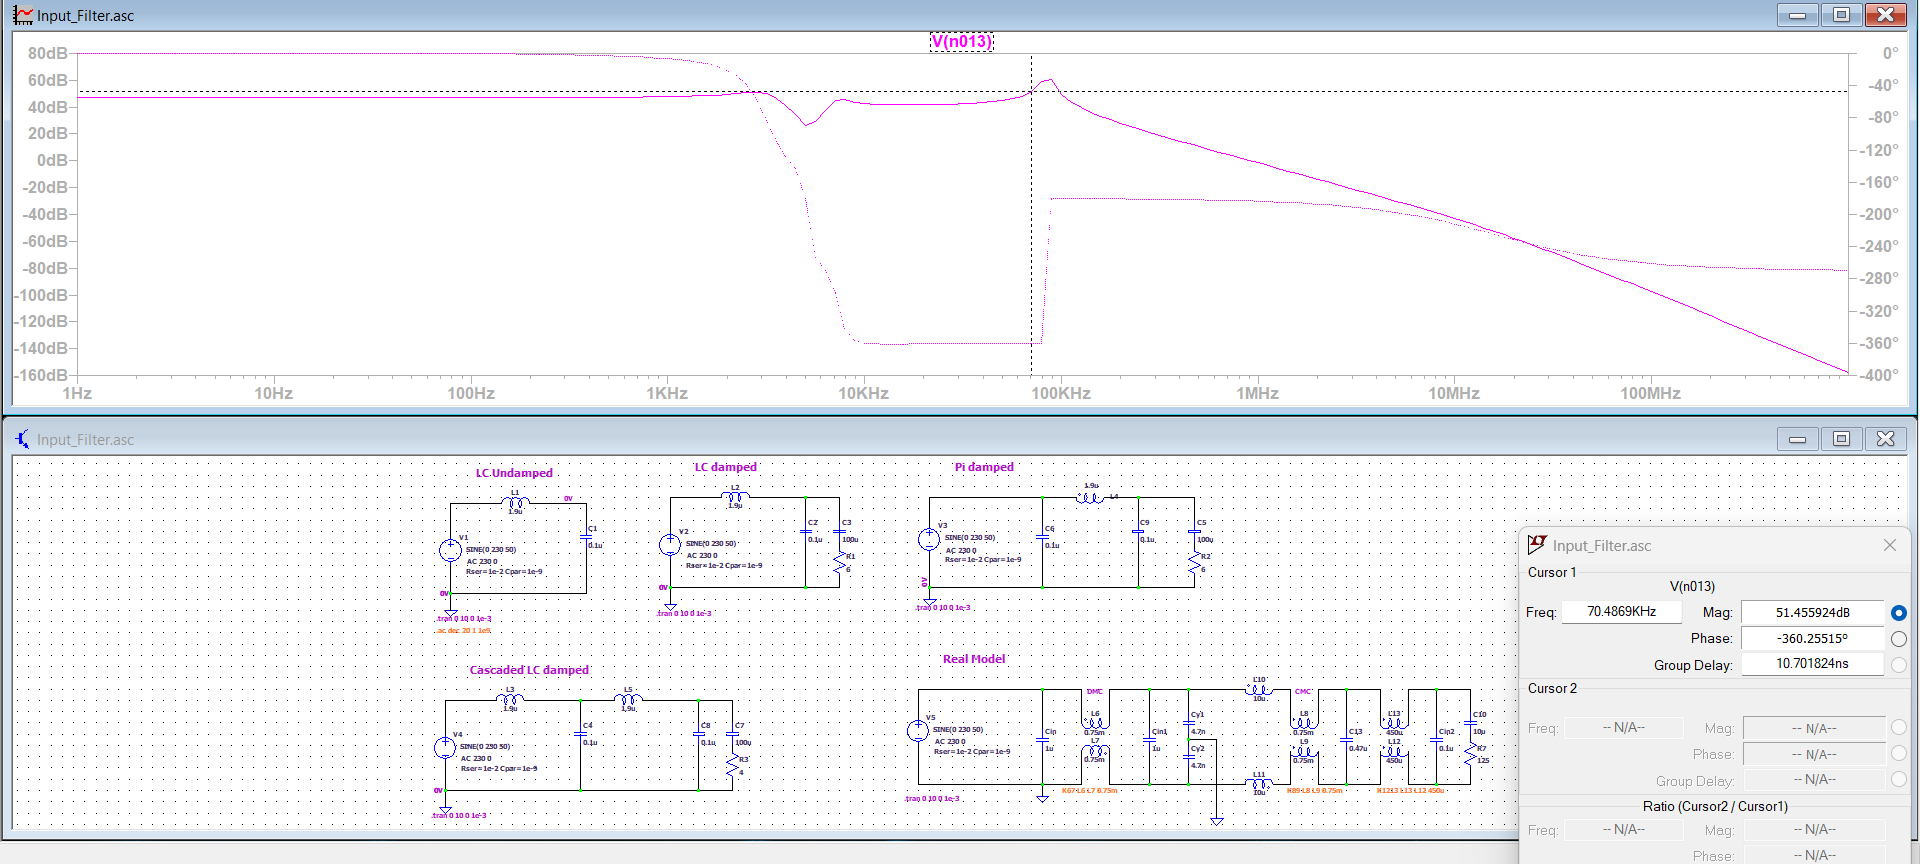 Input_Filter.asc
V(n013)
80dB
60dB
40dB
20dB
0dB
-20dB
-40dB
-60dB
-80dB
-100dB
-120dB
-140dB
-160dB
0°
-40°
-80°
-120°
-160°
-200°
-240°
-280°
-320°
-360°
-400°
1Hz 10Hz 100Hz 1KHz 10KHz 100KHz 1MHz 10MHz 100MHz
Input_Filter.asc
LC Undamped
L1
1.9u
0V
C1
0.1u
V1
SINE(0 230 50)
AC 230 0
Rser=1e-2 Cpar=1e-9
0V
.tran 0 10 0 1e-3
.ac dec 20 1 1e9
LC damped
L2
1.9u
C2
0.1u
C3
100u
R1
6
V2
SINE(0 230 50)
AC 230 0
Rser=1e-2 Cpar=1e-9
0V
.tran 0 10 0 1e-3
Pi damped
1.9u
L4
C6
0.1u
C9
0.1u
C5
100u
R2
6
V3
SINE(0 230 50)
AC 230 0
Rser=1e-2 Cpar=1e-9
0V
.tran 0 10 0 1e-3
Cascaded LC damped
L3
1.9u
L5
1.9u
C4
0.1u
C8
0.1u
C7
100u
R3
4
V4
SINE(0 230 50)
AC 230 0
Rser=1e-2 Cpar=1e-9
0V
.tran 0 10 0 1e-3
Real Model
V5
SINE(0 230 50)
AC 230 0
Rser=1e-2 Cpar=1e-9
.tran 0 10 0 1e-3
Cin
1u
DMC
L6
0.75m
L7
K67 L6 L7 0.75m
Cin1
1u
Cy1
4.7n
Cy2
4.7n
L10
10u
L11
10u
CMC
L8
0.75m
L9
0.75m
K89 L8 L9 0.75m
C13
0.47u
L13
450u
L12
450u
K1213 L13 L12 450u
Cin2
0.1u
C10
10u
R7
125
Input_Filter.asc
Cursor 1
V(n013)
Freq: 70.4869KHz Mag: 51.455924dB
Phase: -360.25515°
Group Delay: 10.701824ns
Cursor 2
Freq: -- N/A-- Mag: -- N/A--
Phase: -- N/A--
Group Delay: -- N/A--
Ratio (Cursor2 / Cursor1)
Freq: -- N/A-- Mag: -- N/A--
Phase: -- N/A--